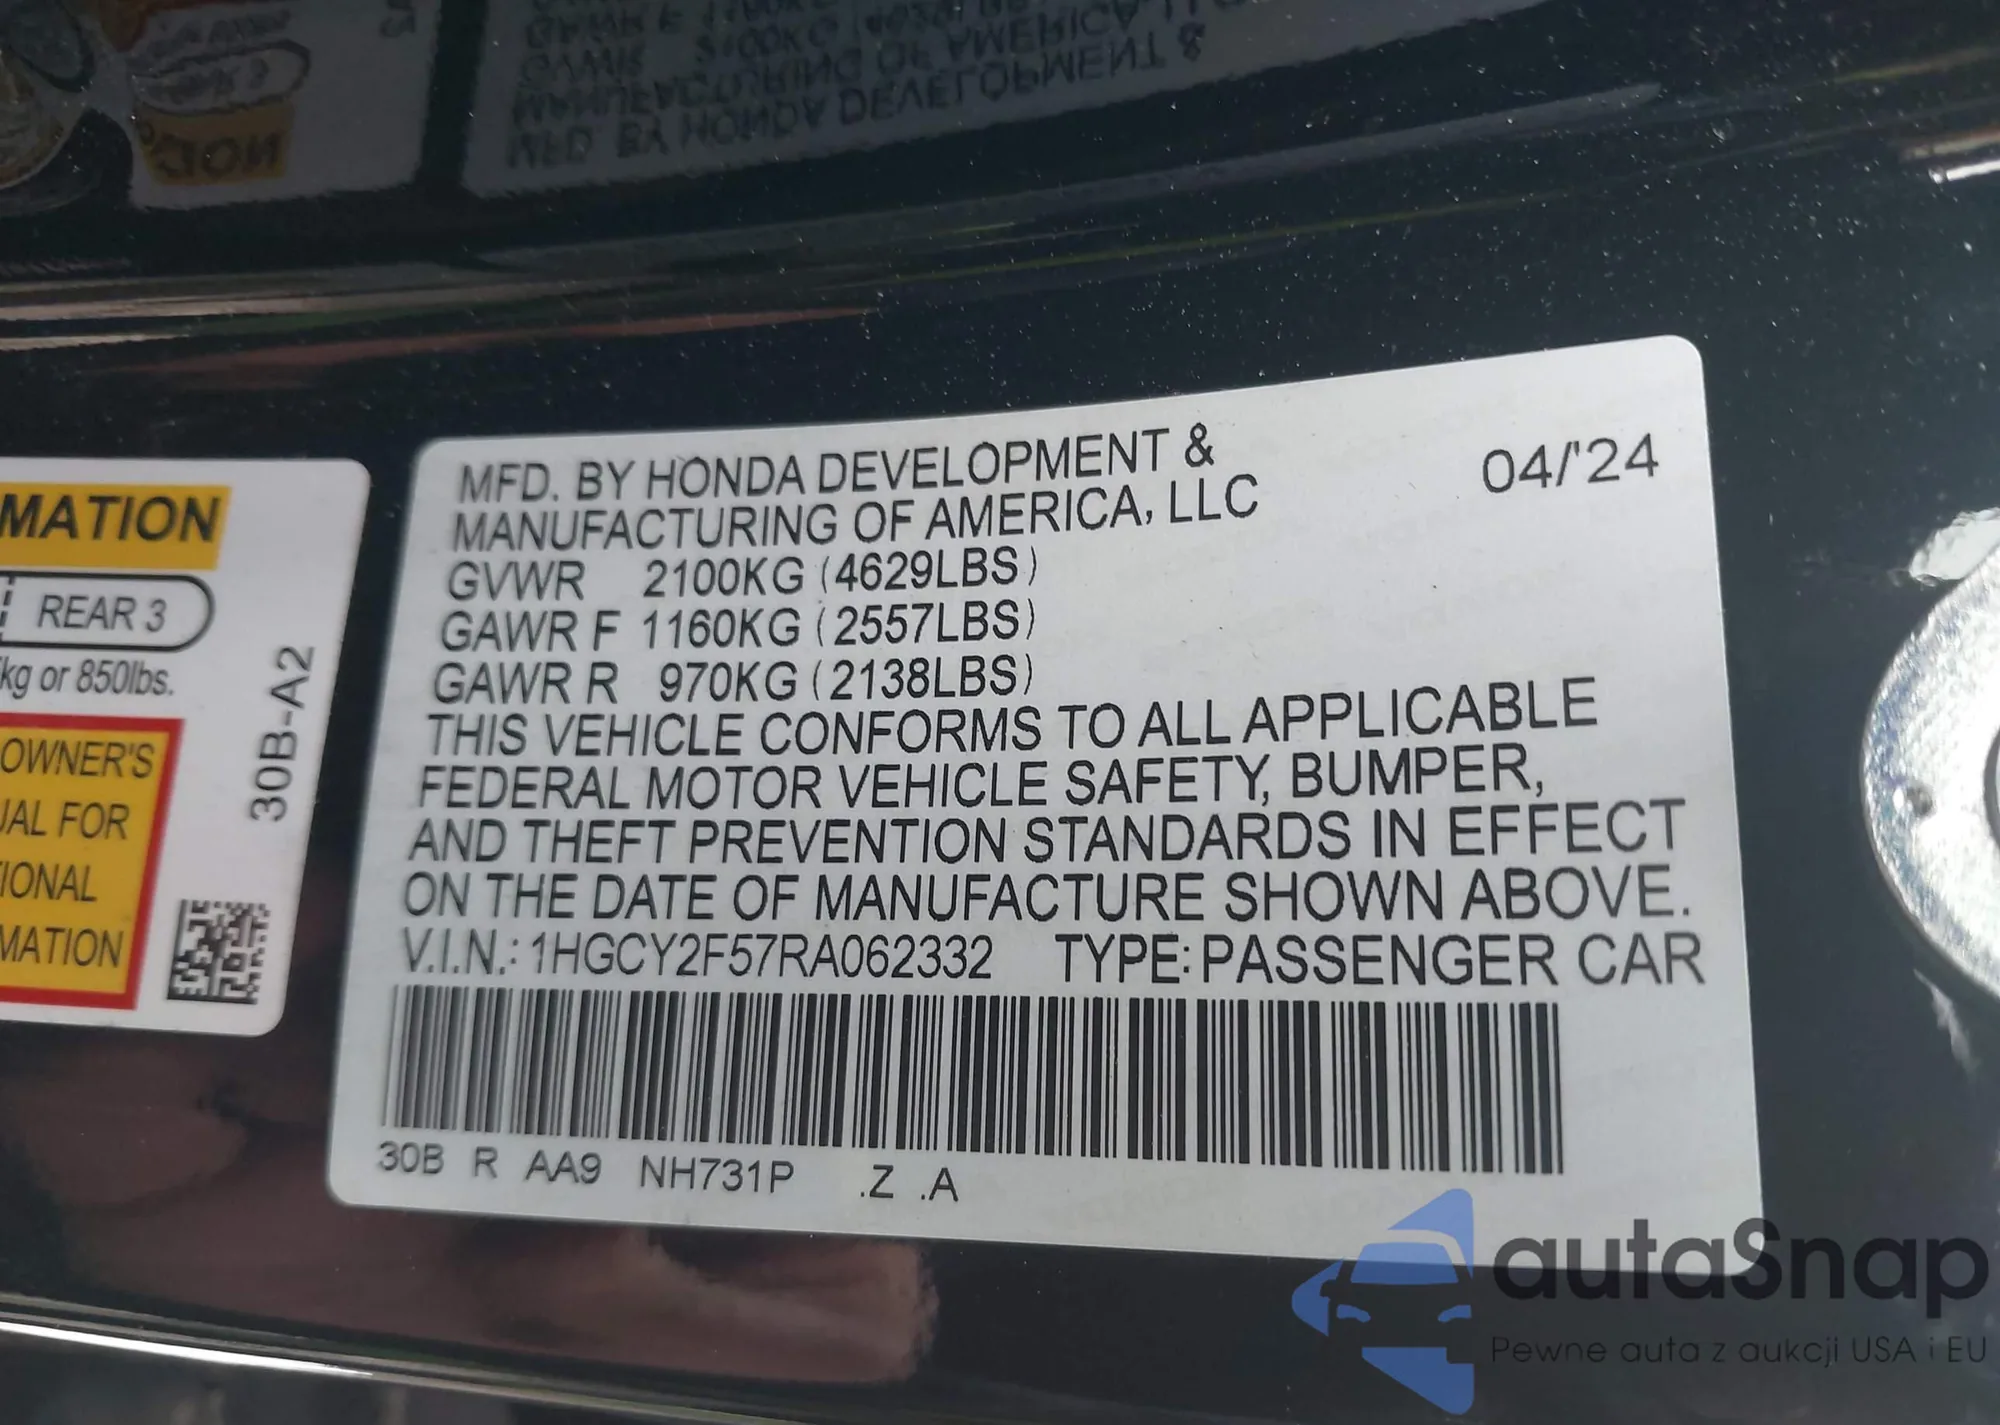 MFD. BY HONDA DEVELOPMENT &
MANUFACTURING OF AMERICA, LLC
04/'24
GVWR 2100KG (4629LBS)
GAWR F 1160KG (2557LBS)
GAWR R 970KG (2138LBS)
THIS VEHICLE CONFORMS TO ALL APPLICABLE
FEDERAL MOTOR VEHICLE SAFETY, BUMPER,
AND THEFT PREVENTION STANDARDS IN EFFECT
ON THE DATE OF MANUFACTURE SHOWN ABOVE.
V.I.N.: 1HGCY2F57RA062332 TYPE: PASSENGER CAR
30B R AA9 NH731P .Z .A
MATION
REAR 3
kg or 850lbs.
OWNER'S
UAL FOR
IONAL
MATION
30B-A2
autaSnap
Pewne auta z aukcji USA i EU